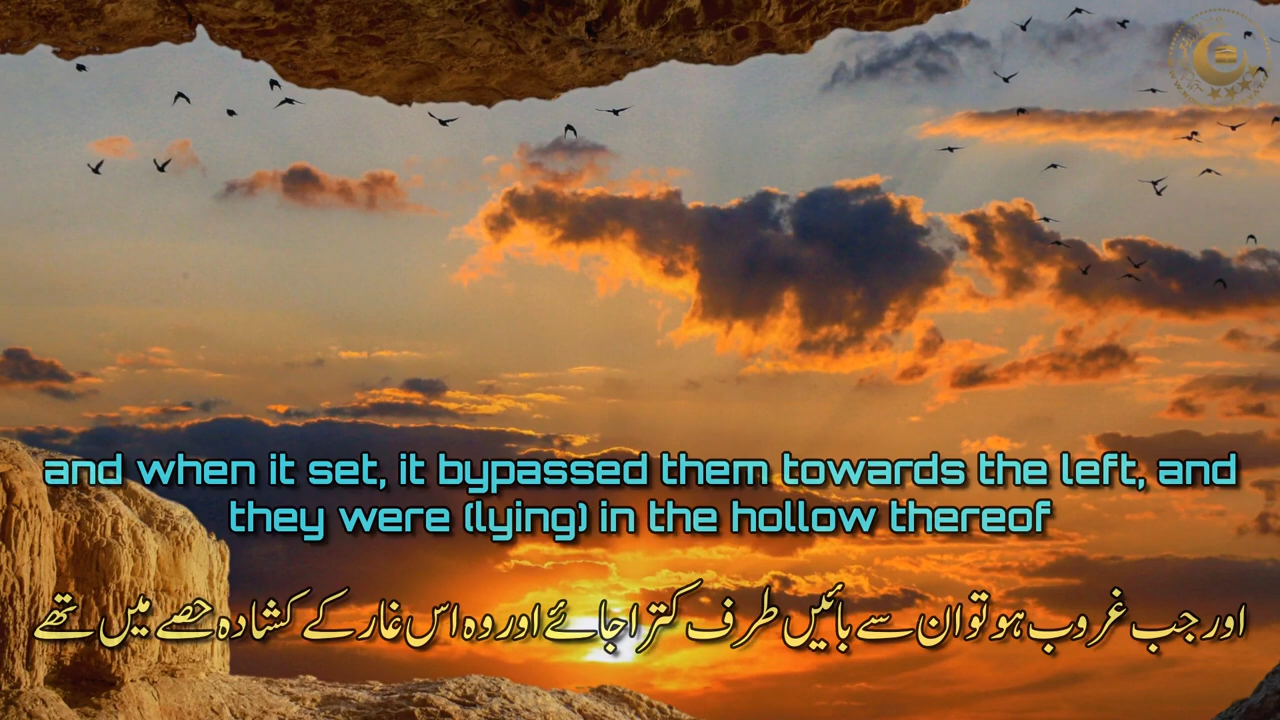 and when it set, it bypassed them towards the left, and
they were (lying) in the hollow thereof
اور جب غروب ہو تو ان سے بائیں طرف کترا جائے اور وہ اس غار کے کشادہ حصے میں تھے